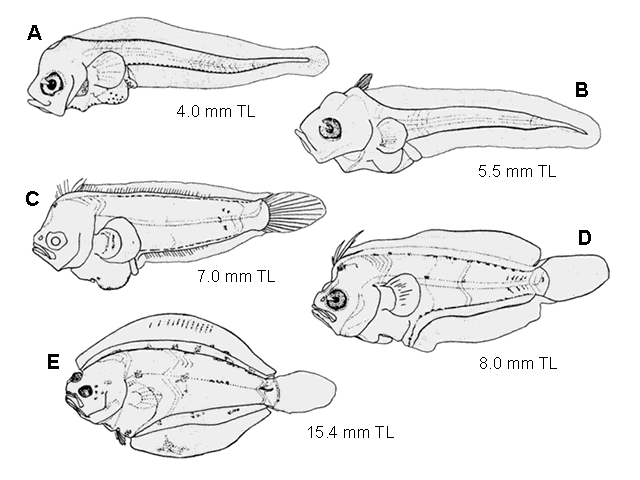 A
4.0 mm TL
B
5.5 mm TL
C
7.0 mm TL
D
8.0 mm TL
E
15.4 mm TL